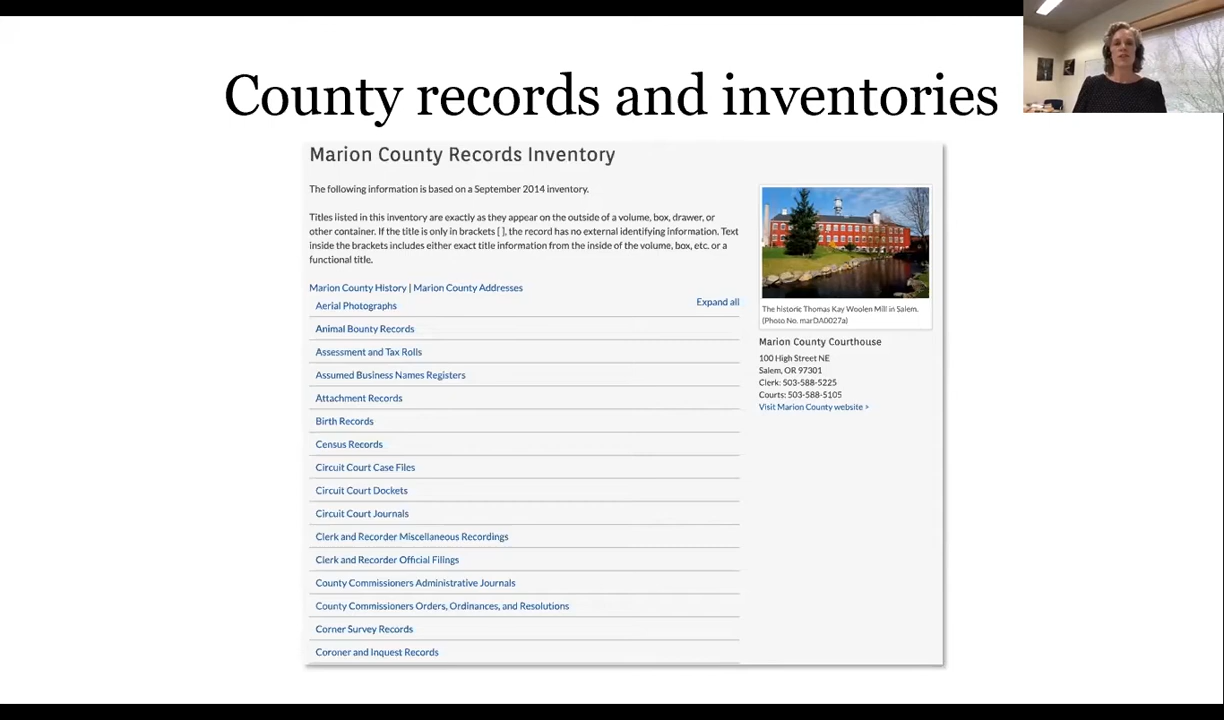 County records and inventories
Marion County Records Inventory
The following information is based on a September 2014 inventory.
Titles listed in this inventory are exactly as they appear on the outside of a volume, box, drawer, or
other container. If the title is only in brackets [ ], the record has no external identifying information. Text
inside the brackets includes either exact title information from the inside of the volume, box, etc. or a
functional title.
Marion County History | Marion County Addresses
Expand all
Aerial Photographs
Animal Bounty Records
Assessment and Tax Rolls
Assumed Business Names Registers
Attachment Records
Birth Records
Census Records
Circuit Court Case Files
Circuit Court Dockets
Circuit Court Journals
Clerk and Recorder Miscellaneous Recordings
Clerk and Recorder Official Filings
County Commissioners Administrative Journals
County Commissioners Orders, Ordinances, and Resolutions
Corner Survey Records
Coroner and Inquest Records
The historic Thomas Kay Woolen Mill in Salem.
(Photo No. marDA0027a)
Marion County Courthouse
100 High Street NE
Salem, OR 97301
Clerk: 503-588-5225
Courts: 503-588-5105
Visit Marion County website >